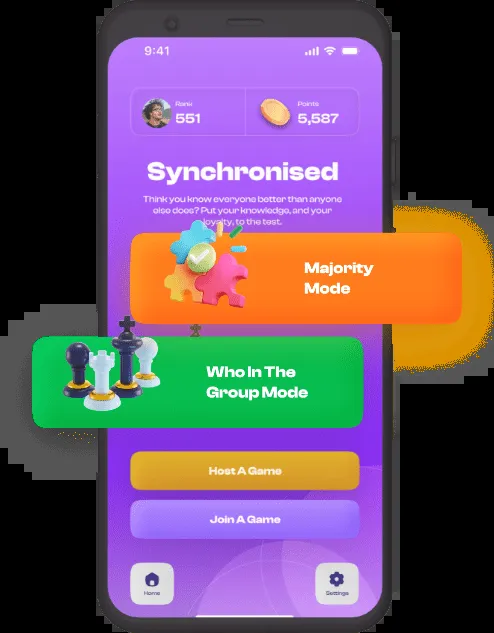 9:41
Rank
551
Points
5,587
Synchronised
Think you know everyone better than anyone
else does? Put your knowledge, and your
loyalty, to the test.
Majority
Mode
Who In The
Group Mode
Host A Game
Join A Game
Home
Settings